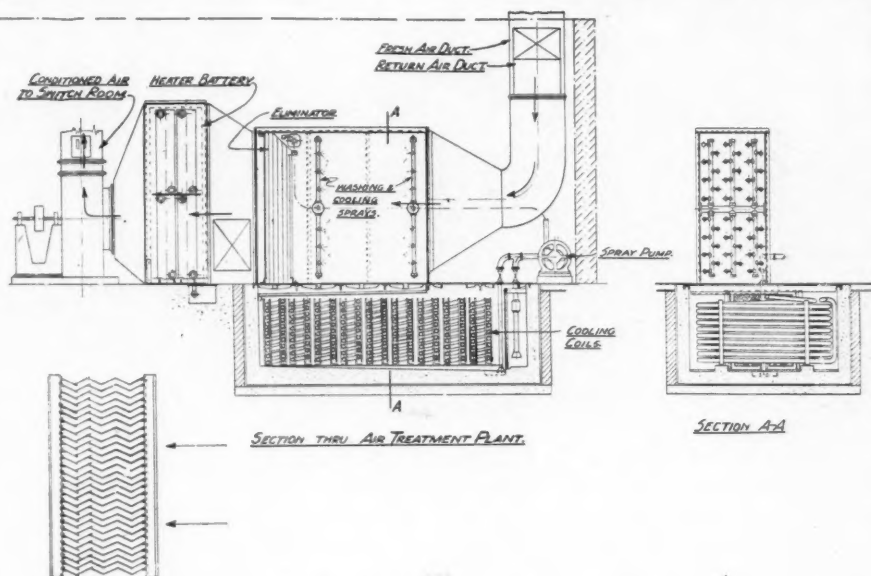 FRESH AIR DUCT.
RETURN AIR DUCT
CONDITIONED AIR
TO SWITCH ROOM
HEATER BATTERY
ELIMINATOR
A
WASHING &
COOLING
SPRAYS.
SPRAY PUMP.
COOLING
COILS
A
SECTION THRU AIR TREATMENT PLANT.
SECTION A-A